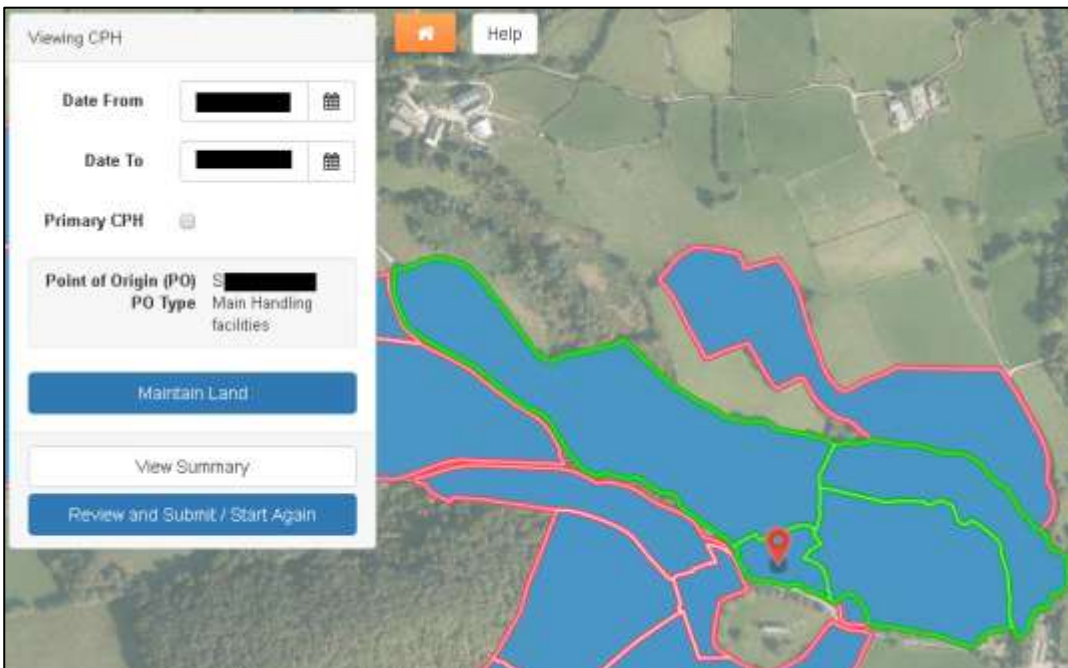 Viewing CPH
Help
Date From
Date To
Primary CPH
Point of Origin (PO) S
PO Type Main Handling
facilities
Maintain Land
View Summary
Review and Submit / Start Again